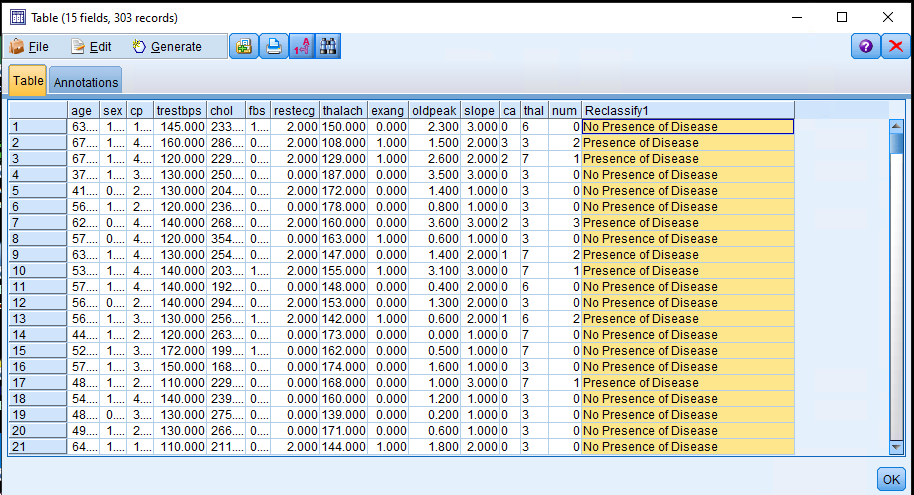 Table (15 fields, 303 records)
File Edit Generate
Table Annotations
age sex cp trestbps chol fbs restecg thalach exang oldpeak slope ca thal num Reclassify1
1 63.... 1.... 1.... 145.000 233.... 1.... 2.000 150.000 0.000 2.300 3.000 0 6 0 No Presence of Disease
2 67.... 1.... 4.... 160.000 286.... 0.... 2.000 108.000 1.000 1.500 2.000 3 3 2 Presence of Disease
3 67.... 1.... 4.... 120.000 229.... 0.... 2.000 129.000 1.000 2.600 2.000 2 7 1 Presence of Disease
4 37.... 1.... 3.... 130.000 250.... 0.... 0.000 187.000 0.000 3.500 3.000 0 3 0 No Presence of Disease
5 41.... 0.... 2.... 130.000 204.... 0.... 2.000 172.000 0.000 1.400 1.000 0 3 0 No Presence of Disease
6 56.... 1.... 2.... 120.000 236.... 0.... 0.000 178.000 0.000 0.800 1.000 0 3 0 No Presence of Disease
7 62.... 0.... 4.... 140.000 268.... 0.... 2.000 160.000 0.000 3.600 3.000 2 3 3 Presence of Disease
8 57.... 0.... 4.... 120.000 354.... 0.... 0.000 163.000 1.000 0.600 1.000 0 3 0 No Presence of Disease
9 63.... 1.... 4.... 130.000 254.... 0.... 2.000 147.000 0.000 1.400 2.000 1 7 2 Presence of Disease
10 53.... 1.... 4.... 140.000 203.... 1.... 2.000 155.000 1.000 3.100 3.000 0 7 1 Presence of Disease
11 57.... 1.... 4.... 140.000 192.... 0.... 0.000 148.000 0.000 0.400 2.000 0 6 0 No Presence of Disease
12 56.... 0.... 2.... 140.000 294.... 0.... 2.000 153.000 0.000 1.300 2.000 0 3 0 No Presence of Disease
13 56.... 1.... 3.... 130.000 256.... 1.... 2.000 142.000 1.000 0.600 2.000 1 6 2 Presence of Disease
14 44.... 1.... 2.... 120.000 263.... 0.... 0.000 173.000 0.000 0.000 1.000 0 7 0 No Presence of Disease
15 52.... 1.... 3.... 172.000 199.... 1.... 0.000 162.000 0.000 0.500 1.000 0 7 0 No Presence of Disease
16 57.... 1.... 3.... 150.000 168.... 0.... 0.000 174.000 0.000 1.600 1.000 0 3 0 No Presence of Disease
17 48.... 1.... 2.... 110.000 229.... 0.... 0.000 168.000 0.000 1.000 3.000 0 7 1 Presence of Disease
18 54.... 1.... 4.... 140.000 239.... 0.... 0.000 160.000 0.000 1.200 1.000 0 3 0 No Presence of Disease
19 48.... 0.... 3.... 130.000 275.... 0.... 0.000 139.000 0.000 0.200 1.000 0 3 0 No Presence of Disease
20 49.... 1.... 2.... 130.000 266.... 0.... 0.000 171.000 0.000 0.600 1.000 0 3 0 No Presence of Disease
21 64.... 1.... 1.... 110.000 211.... 0.... 2.000 144.000 1.000 1.800 2.000 0 3 0 No Presence of Disease
OK